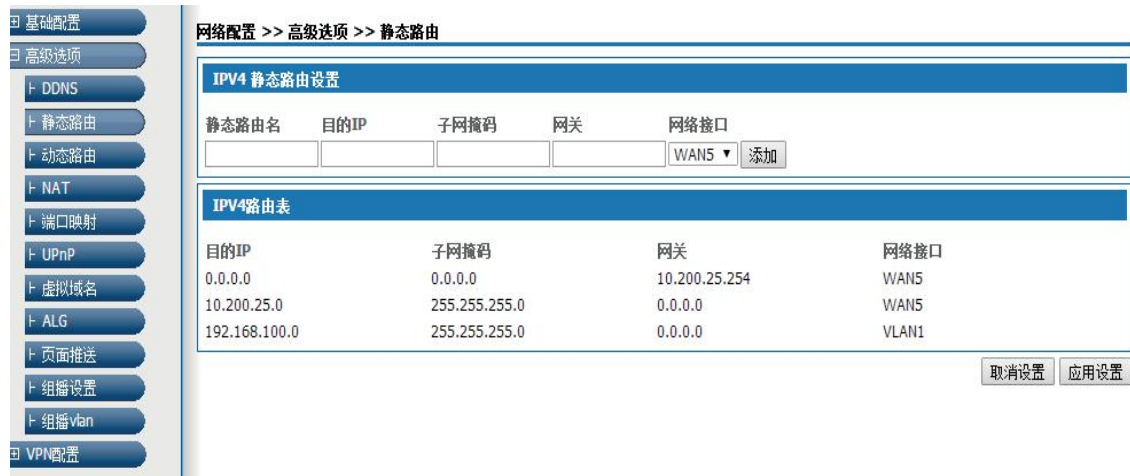 基础配置
高级选项
DDNS
静态路由
动态路由
NAT
端口映射
UPnP
虚拟域名
ALG
页面推送
组播设置
组播vlan
VPN配置
网络配置 >> 高级选项 >> 静态路由
IPV4 静态路由设置
静态路由名 目的IP 子网掩码 网关 网络接口
WAN5 添加
IPV4路由表
目的IP 子网掩码 网关 网络接口
0.0.0.0 0.0.0.0 10.200.25.254 WAN5
10.200.25.0 255.255.255.0 0.0.0.0 WAN5
192.168.100.0 255.255.255.0 0.0.0.0 VLAN1
取消设置 应用设置